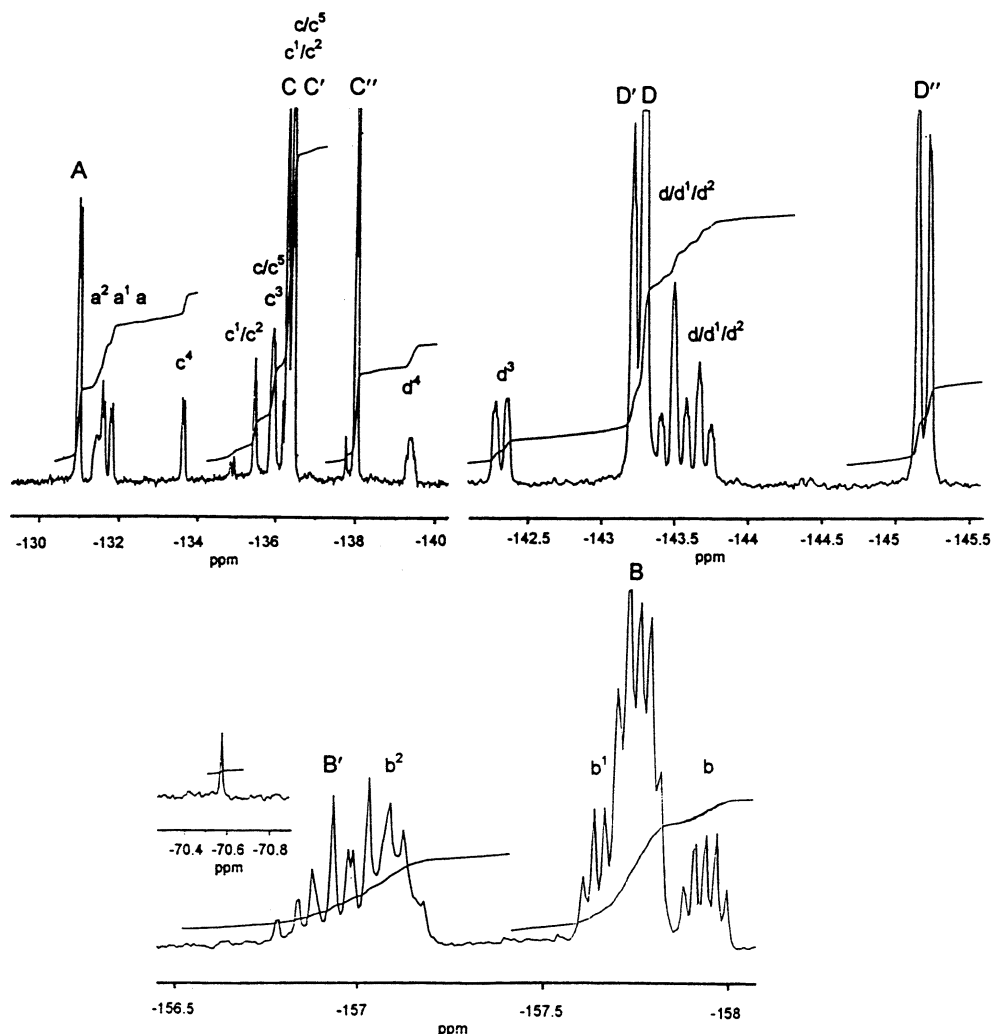 c/c⁵
c¹/c²
C C′ C″
A
D′ D D″
a² a¹ a
c⁴
c/c⁵
c³
c¹/c²
d⁴
d³
d/d¹/d²
d/d¹/d²
-130 -132 -134 -136 -138 -140
ppm
-142.5 -143 -143.5 -144 -144.5 -145 -145.5
ppm
B
B′ b²
b¹ b
-70.4 -70.6 -70.8
ppm
-156.5 -157 -157.5 -158
ppm